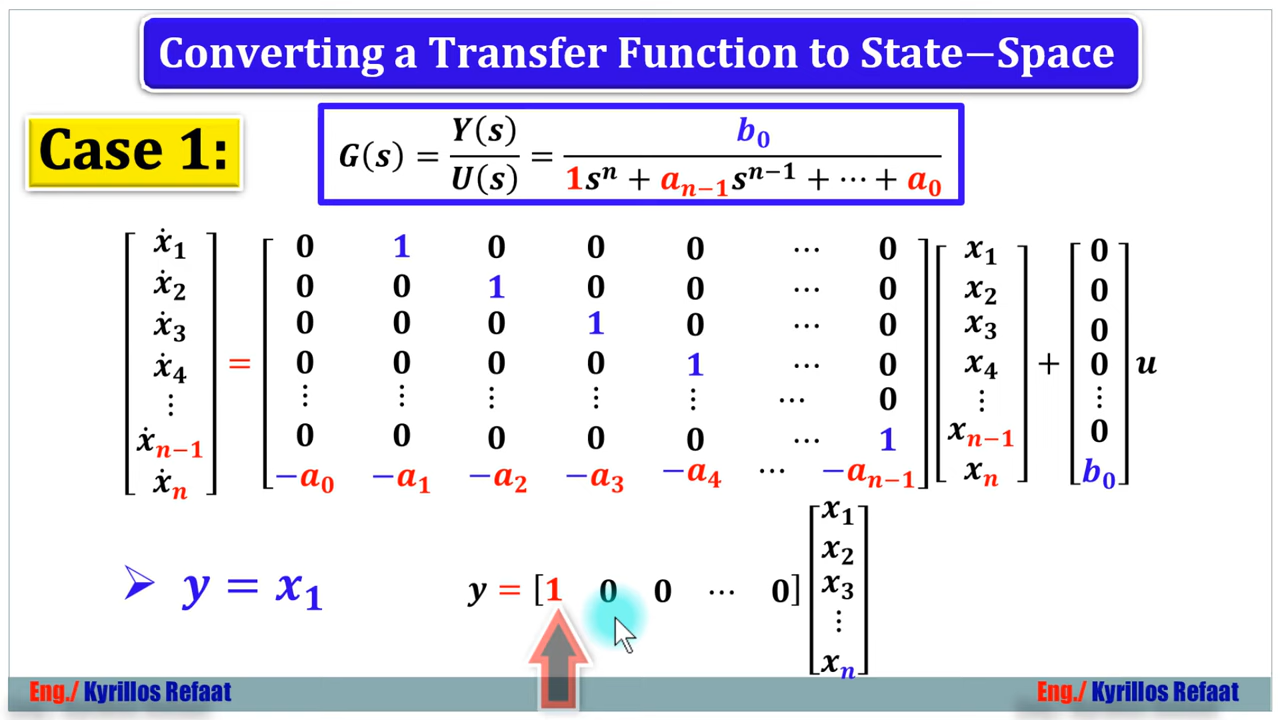 Converting a Transfer Function to State−Space
Case 1:
G(s) = Y(s)/U(s) = b₀/(1sⁿ + aₙ₋₁sⁿ⁻¹ + ⋯ + a₀)
[ẋ₁] = [0 1 0 0 0 ⋯ 0] [x₁] + [0] u
[ẋ₂] [0 0 1 0 0 ⋯ 0] [x₂] [0]
[ẋ₃] [0 0 0 1 0 ⋯ 0] [x₃] [0]
[ẋ₄] [0 0 0 0 1 ⋯ 0] [x₄] [0]
[⋮] [⋮ ⋮ ⋮ ⋮ ⋮ ⋯ 0] [⋮] [⋮]
[ẋₙ₋₁] [0 0 0 0 0 ⋯ 1] [xₙ₋₁] [0]
[ẋₙ] [−a₀ −a₁ −a₂ −a₃ −a₄ ⋯ −aₙ₋₁] [xₙ] [b₀]
➢ y = x₁
y = [1 0 0 ⋯ 0] [x₁ x₂ x₃ ⋮ xₙ]
Eng./ Kyrillos Refaat
Eng./ Kyrillos Refaat